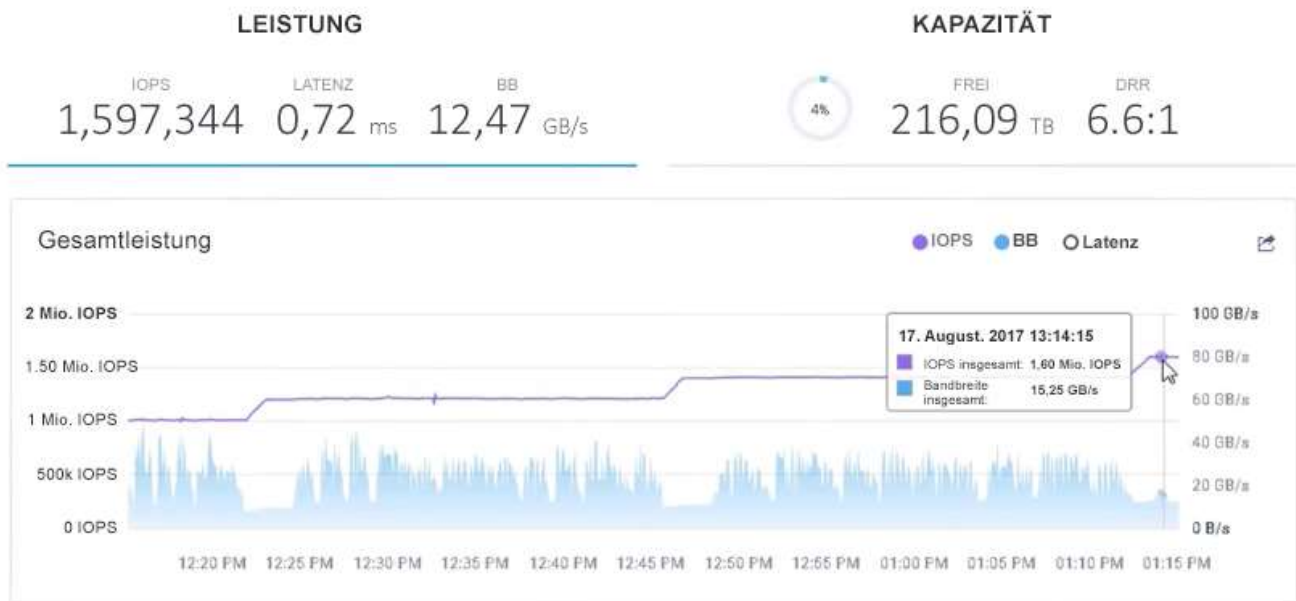 LEISTUNG
KAPAZITÄT
IOPS
LATENZ
BB
FREI
DRR
1,597,344
0,72 ms
12,47 GB/s
4%
216,09 TB
6.6:1
Gesamtleistung
IOPS
BB
Latenz
2 Mio. IOPS
1.50 Mio. IOPS
1 Mio. IOPS
500k IOPS
0 IOPS
17. August. 2017 13:14:15
IOPS insgesamt: 1,60 Mio. IOPS
Bandbreite
insgesamt: 15,25 GB/s
100 GB/s
80 GB/s
60 GB/s
40 GB/s
20 GB/s
0 B/s
12:20 PM 12:25 PM 12:30 PM 12:35 PM 12:40 PM 12:45 PM 12:50 PM 12:55 PM 01:00 PM 01:05 PM 01:10 PM 01:15 PM